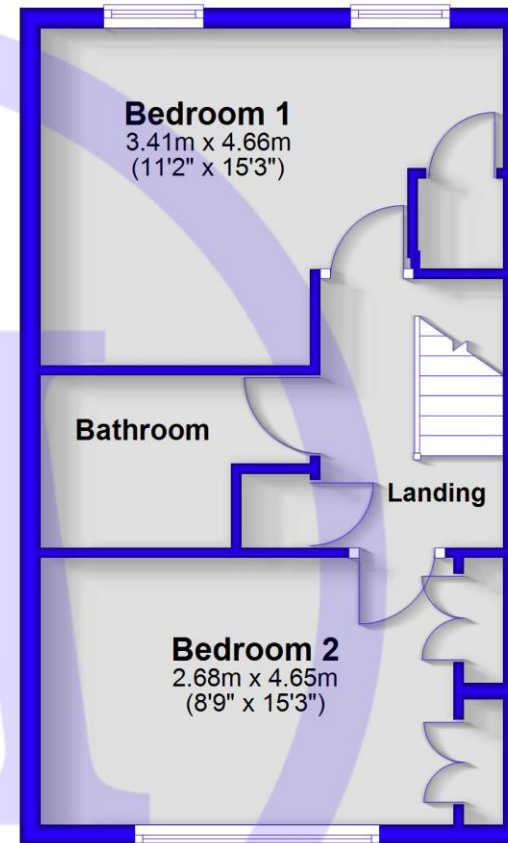 Bedroom 1
3.41m x 4.66m
(11'2" x 15'3")
Bathroom
Landing
Bedroom 2
2.68m x 4.65m
(8'9" x 15'3")